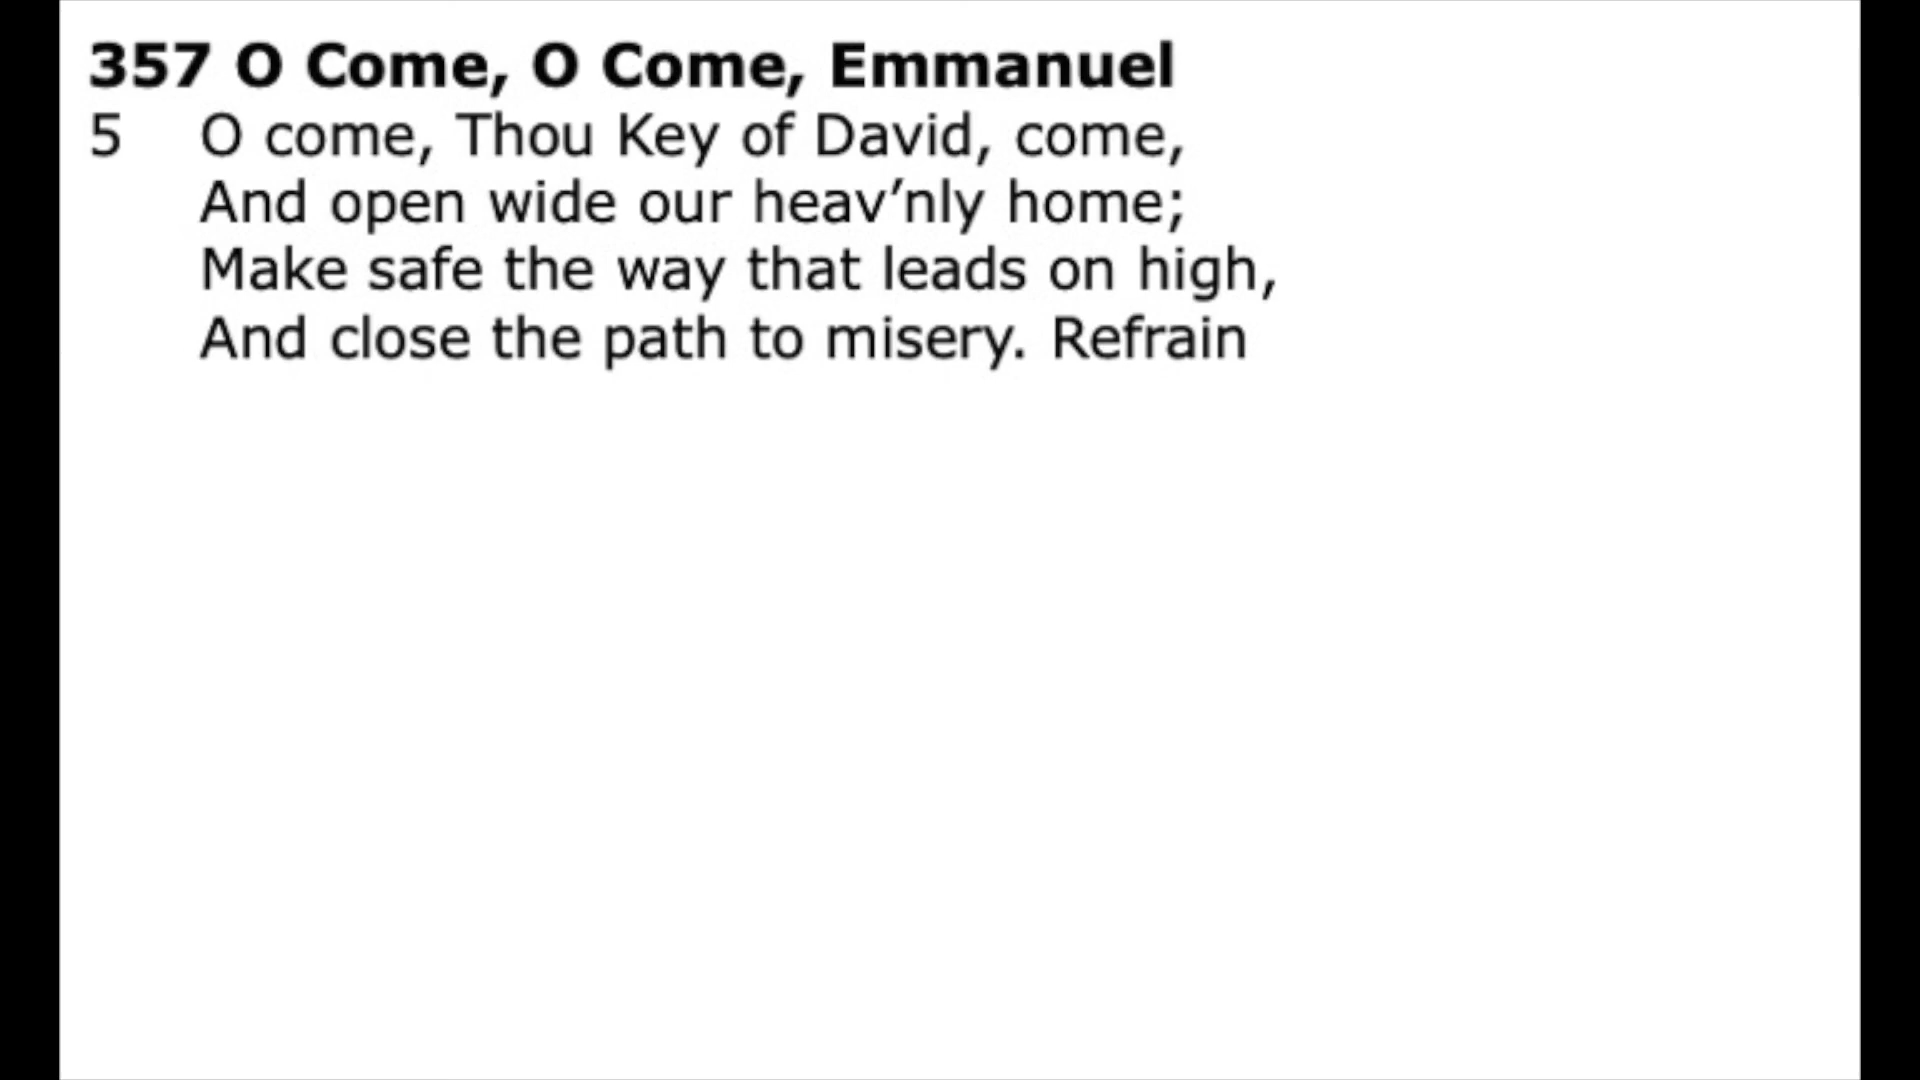 357 O Come, O Come, Emmanuel
5 O come, Thou Key of David, come,
And open wide our heav’nly home;
Make safe the way that leads on high,
And close the path to misery. Refrain